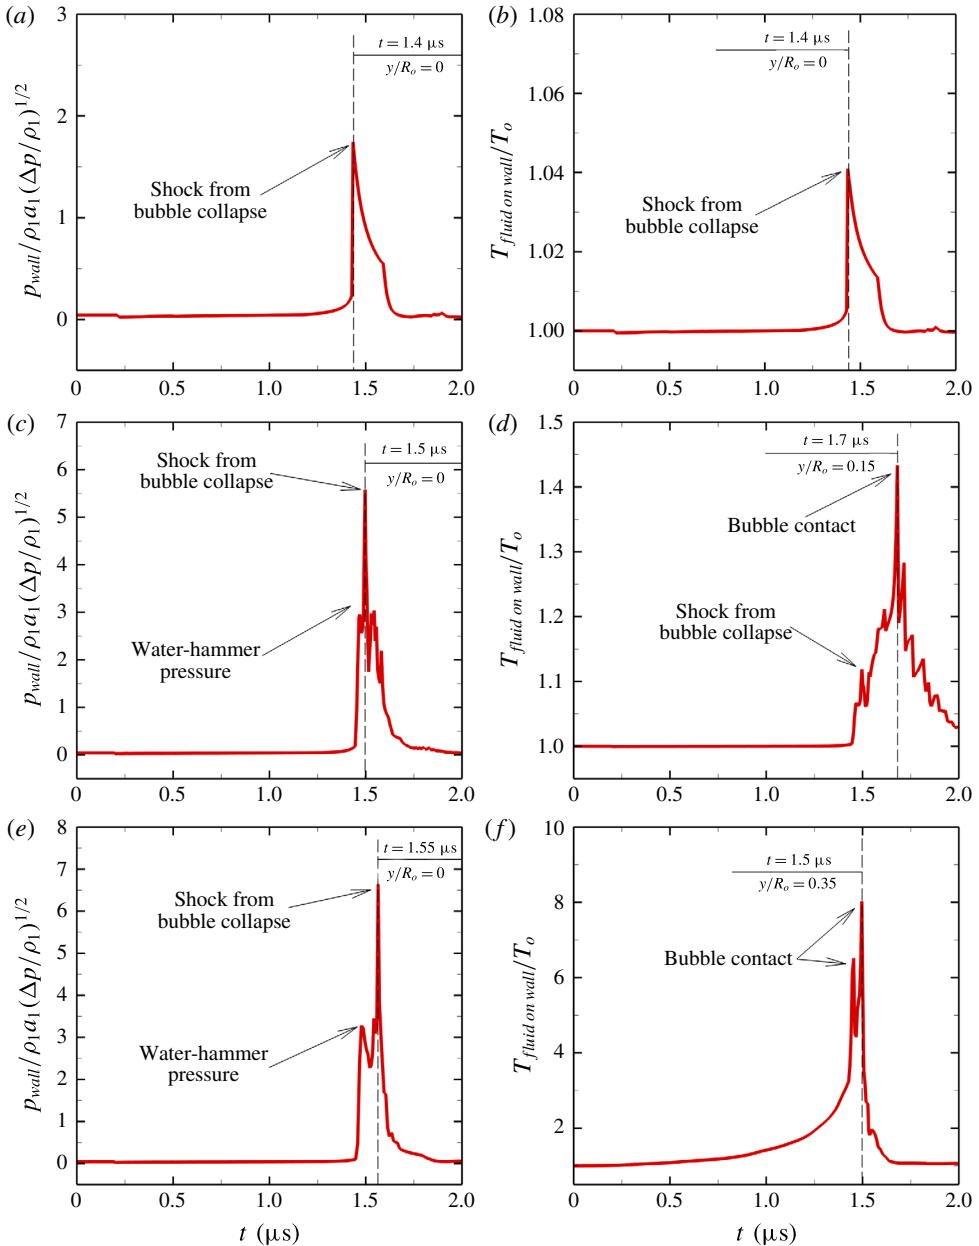 (a)
3
2
1
0
p_wall/ρ₁a₁(Δp/ρ₁)^1/2
t = 1.4 μs
y/R_o = 0
Shock from
bubble collapse
0 0.5 1.0 1.5 2.0
(b)
1.08
1.06
1.04
1.02
1.00
T_fluid on wall/T_o
t = 1.4 μs
y/R_o = 0
Shock from
bubble collapse
0 0.5 1.0 1.5 2.0
(c)
7
6
5
4
3
2
1
0
p_wall/ρ₁a₁(Δp/ρ₁)^1/2
t = 1.5 μs
y/R_o = 0
Shock from
bubble collapse
Water-hammer
pressure
0 0.5 1.0 1.5 2.0
(d)
1.5
1.4
1.3
1.2
1.1
1.0
T_fluid on wall/T_o
t = 1.7 μs
y/R_o = 0.15
Bubble contact
Shock from
bubble collapse
0 0.5 1.0 1.5 2.0
(e)
8
7
6
5
4
3
2
1
0
p_wall/ρ₁a₁(Δp/ρ₁)^1/2
t = 1.55 μs
y/R_o = 0
Shock from
bubble collapse
Water-hammer
pressure
0 0.5 1.0 1.5 2.0
t (μs)
(f)
10
8
6
4
2
T_fluid on wall/T_o
t = 1.5 μs
y/R_o = 0.35
Bubble contact
0 0.5 1.0 1.5 2.0
t (μs)